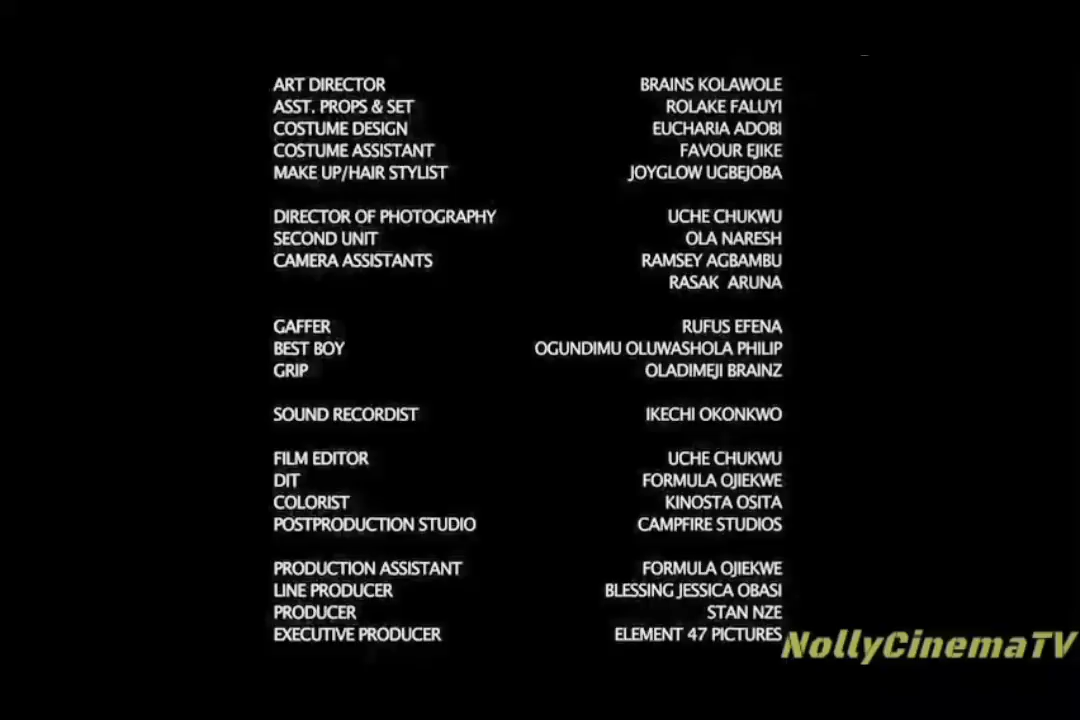 ART DIRECTOR BRAINS KOLAWOLE
ASST. PROPS & SET ROLAKE FALUYI
COSTUME DESIGN EUCHARIA ADOBI
COSTUME ASSISTANT FAVOUR EJIKE
MAKE UP/HAIR STYLIST JOYGLOW UGBEJOBA
DIRECTOR OF PHOTOGRAPHY UCHE CHUKWU
SECOND UNIT OLA NARESH
CAMERA ASSISTANTS RAMSEY AGBAMBU
RASAK ARUNA
GAFFER RUFUS EFENA
BEST BOY OGUNDIMU OLUWASHOLA PHILIP
GRIP OLADIMEJI BRAINZ
SOUND RECORDIST IKECHI OKONKWO
FILM EDITOR UCHE CHUKWU
DIT FORMULA OJIEKWE
COLORIST KINOSTA OSITA
POSTPRODUCTION STUDIO CAMPFIRE STUDIOS
PRODUCTION ASSISTANT FORMULA OJIEKWE
LINE PRODUCER BLESSING JESSICA OBASI
PRODUCER STAN NZE
EXECUTIVE PRODUCER ELEMENT 47 PICTURES
NollyCinemaTV